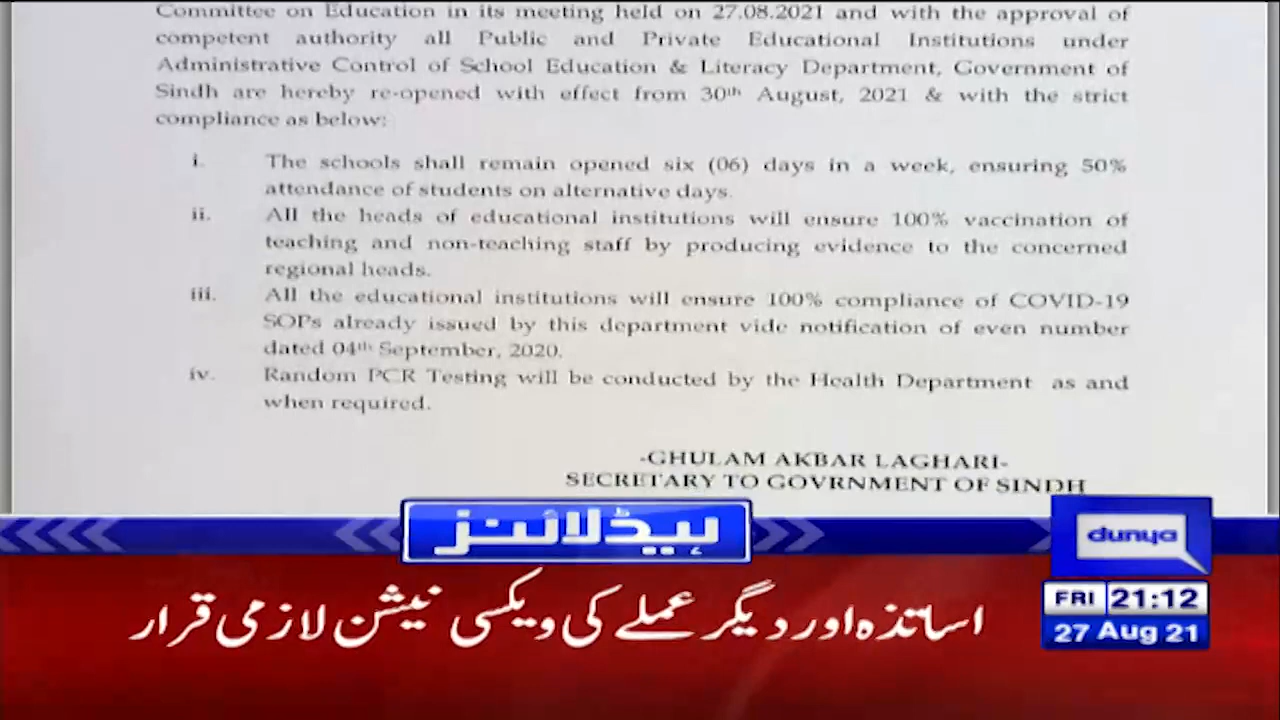 Committee on Education in its meeting held on 27.08.2021 and with the approval of
competent authority all Public and Private Educational Institutions under
Administrative Control of School Education & Literacy Department, Government of
Sindh are hereby re-opened with effect from 30th August, 2021 & with the strict
compliance as below:
i. The schools shall remain opened six (06) days in a week, ensuring 50%
attendance of students on alternative days.
ii. All the heads of educational institutions will ensure 100% vaccination of
teaching and non-teaching staff by producing evidence to the concerned
regional heads.
iii. All the educational institutions will ensure 100% compliance of COVID-19
SOPs already issued by this department vide notification of even number
dated 04th September, 2020.
iv. Random PCR Testing will be conducted by the Health Department as and
when required.
-GHULAM AKBAR LAGHARI-
SECRETARY TO GOVRNMENT OF SINDH
ہیڈلائنز
dunya
اساتذہ اور دیگر عملے کی ویکسی نیشن لازمی قرار
FRI 21:12
27 Aug 21